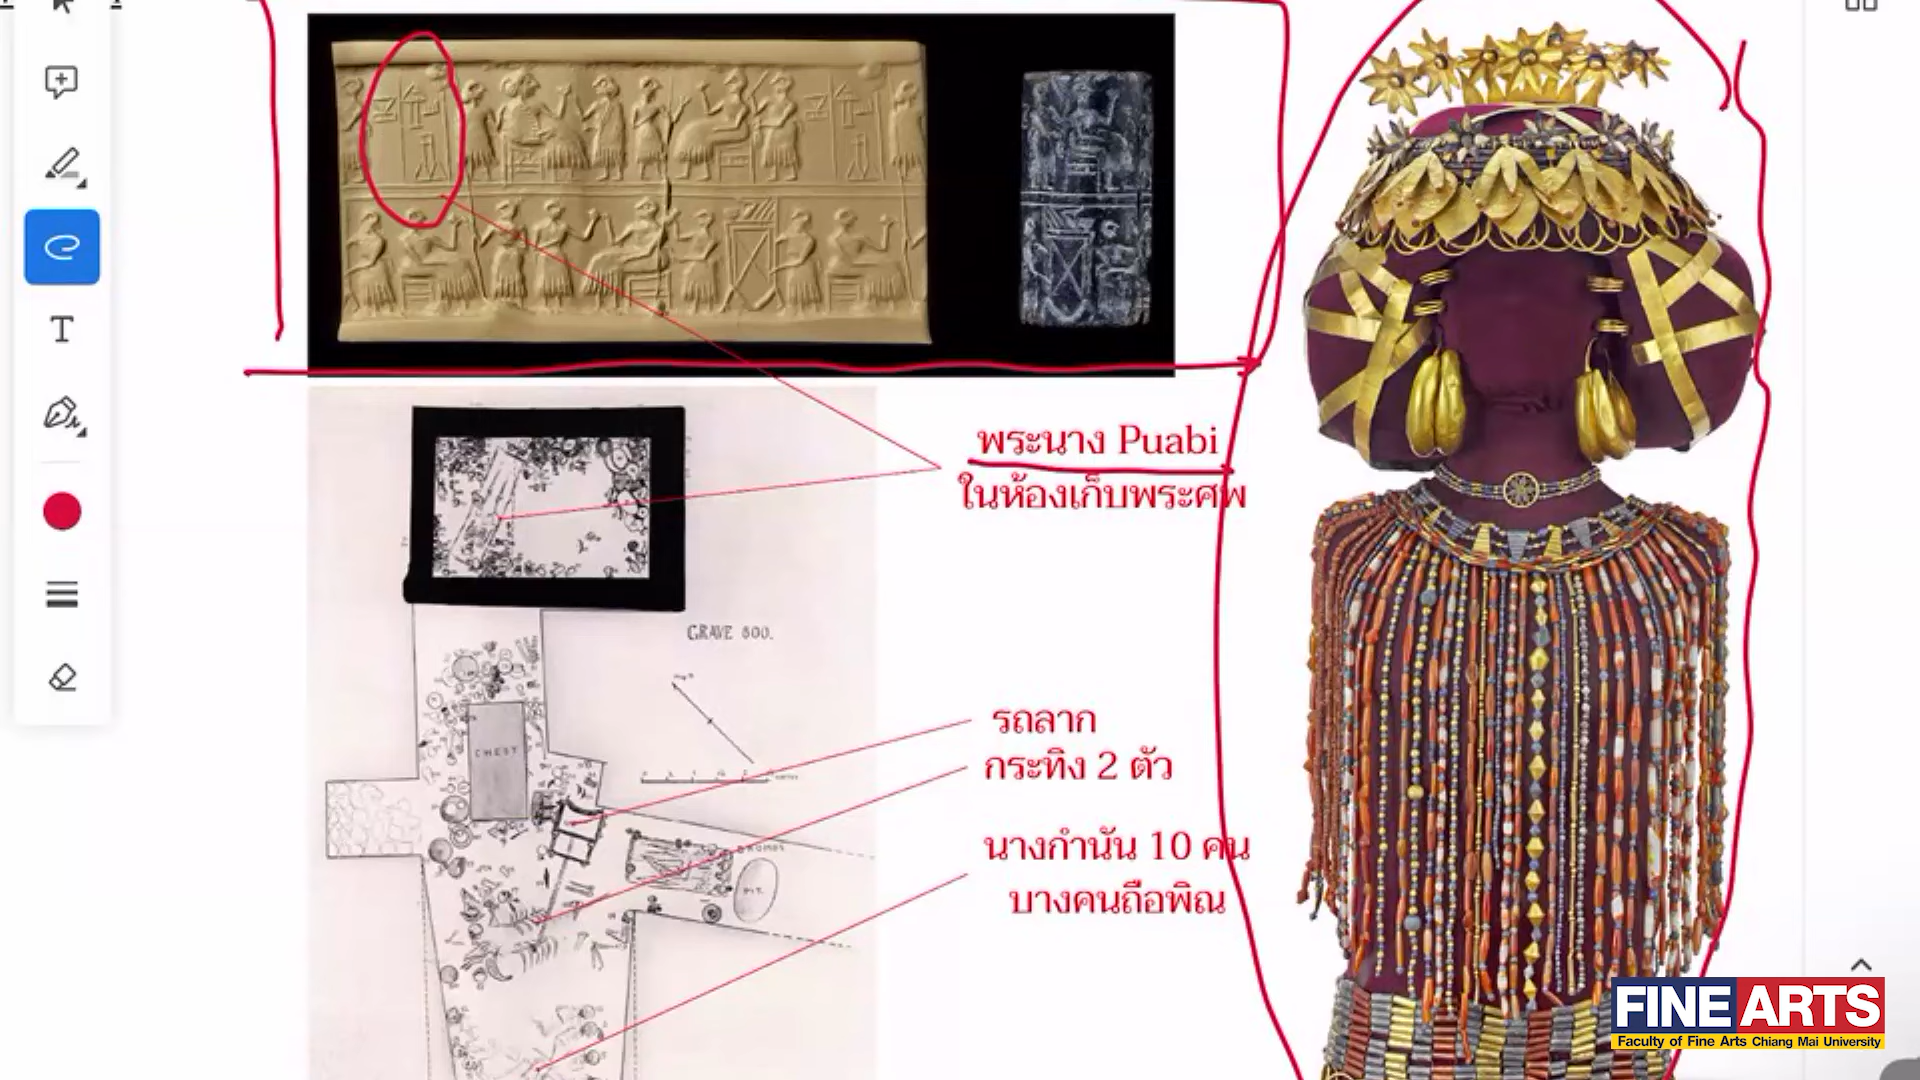 พระนาง Puabi
ในห้องเก็บพระศพ
GRAVE 800.
CHEST
รถลาก
กระทิง 2 ตัว
PIT.
นางกำนัน 10 คน
บางคนถือพิณ
T
FINE ARTS
Faculty of Fine Arts Chiang Mai University